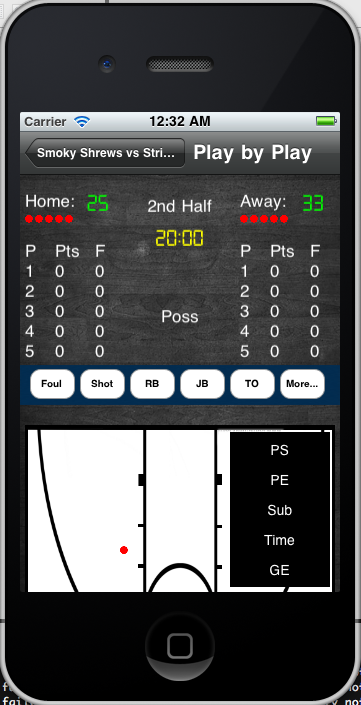 Carrier 12:32 AM
Smoky Shrews vs Stri... Play by Play
Home: 25 2nd Half Away: 33
20:00
P Pts F P Pts F
1 0 0 1 0 0
2 0 0 2 0 0
3 0 0 Poss 3 0 0
4 0 0 4 0 0
5 0 0 5 0 0
Foul Shot RB JB TO More...
PS
PE
Sub
Time
GE